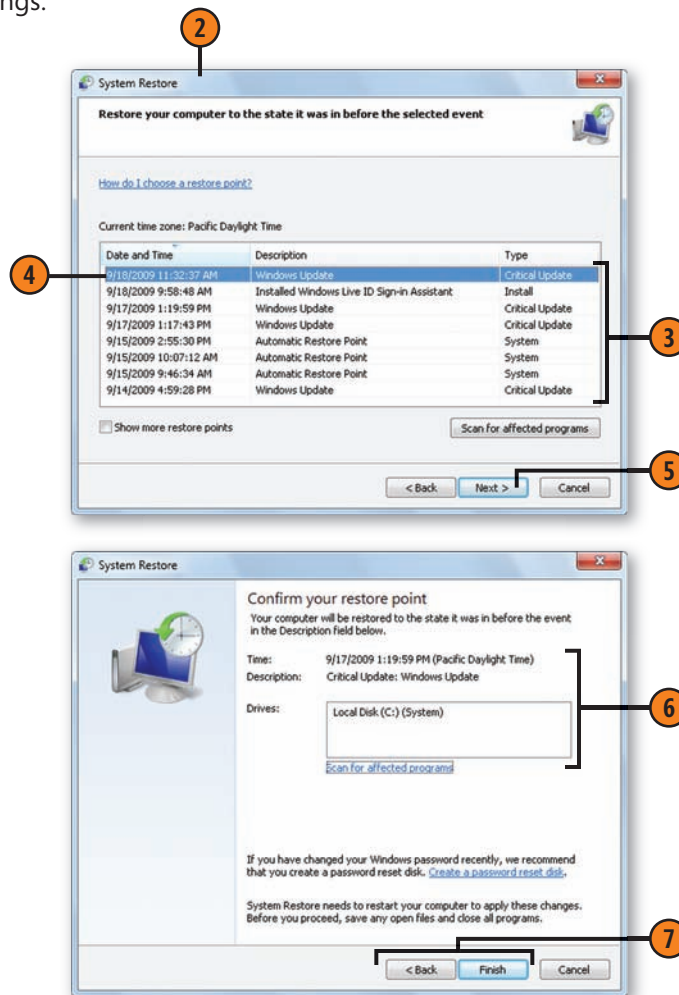 ngs.
2
System Restore
Restore your computer to the state it was in before the selected event
How do I choose a restore point?
Current time zone: Pacific Daylight Time
Date and Time Description Type
4
9/18/2009 11:32:37 AM Windows Update Critical Update
9/18/2009 9:58:48 AM Installed Windows Live ID Sign-in Assistant Install
9/17/2009 1:19:59 PM Windows Update Critical Update
9/17/2009 1:17:43 PM Windows Update Critical Update
3
9/15/2009 2:55:30 PM Automatic Restore Point System
9/15/2009 10:07:12 AM Automatic Restore Point System
9/15/2009 9:46:34 AM Automatic Restore Point System
9/14/2009 4:59:28 PM Windows Update Critical Update
Show more restore points Scan for affected programs
5
< Back Next > Cancel
System Restore
Confirm your restore point
Your computer will be restored to the state it was in before the event
in the Description field below.
Time: 9/17/2009 1:19:59 PM (Pacific Daylight Time)
Description: Critical Update: Windows Update
Drives: Local Disk (C:) (System)
6
Scan for affected programs
If you have changed your Windows password recently, we recommend
that you create a password reset disk. Create a password reset disk.
System Restore needs to restart your computer to apply these changes.
Before you proceed, save any open files and close all programs.
7
< Back Finish Cancel